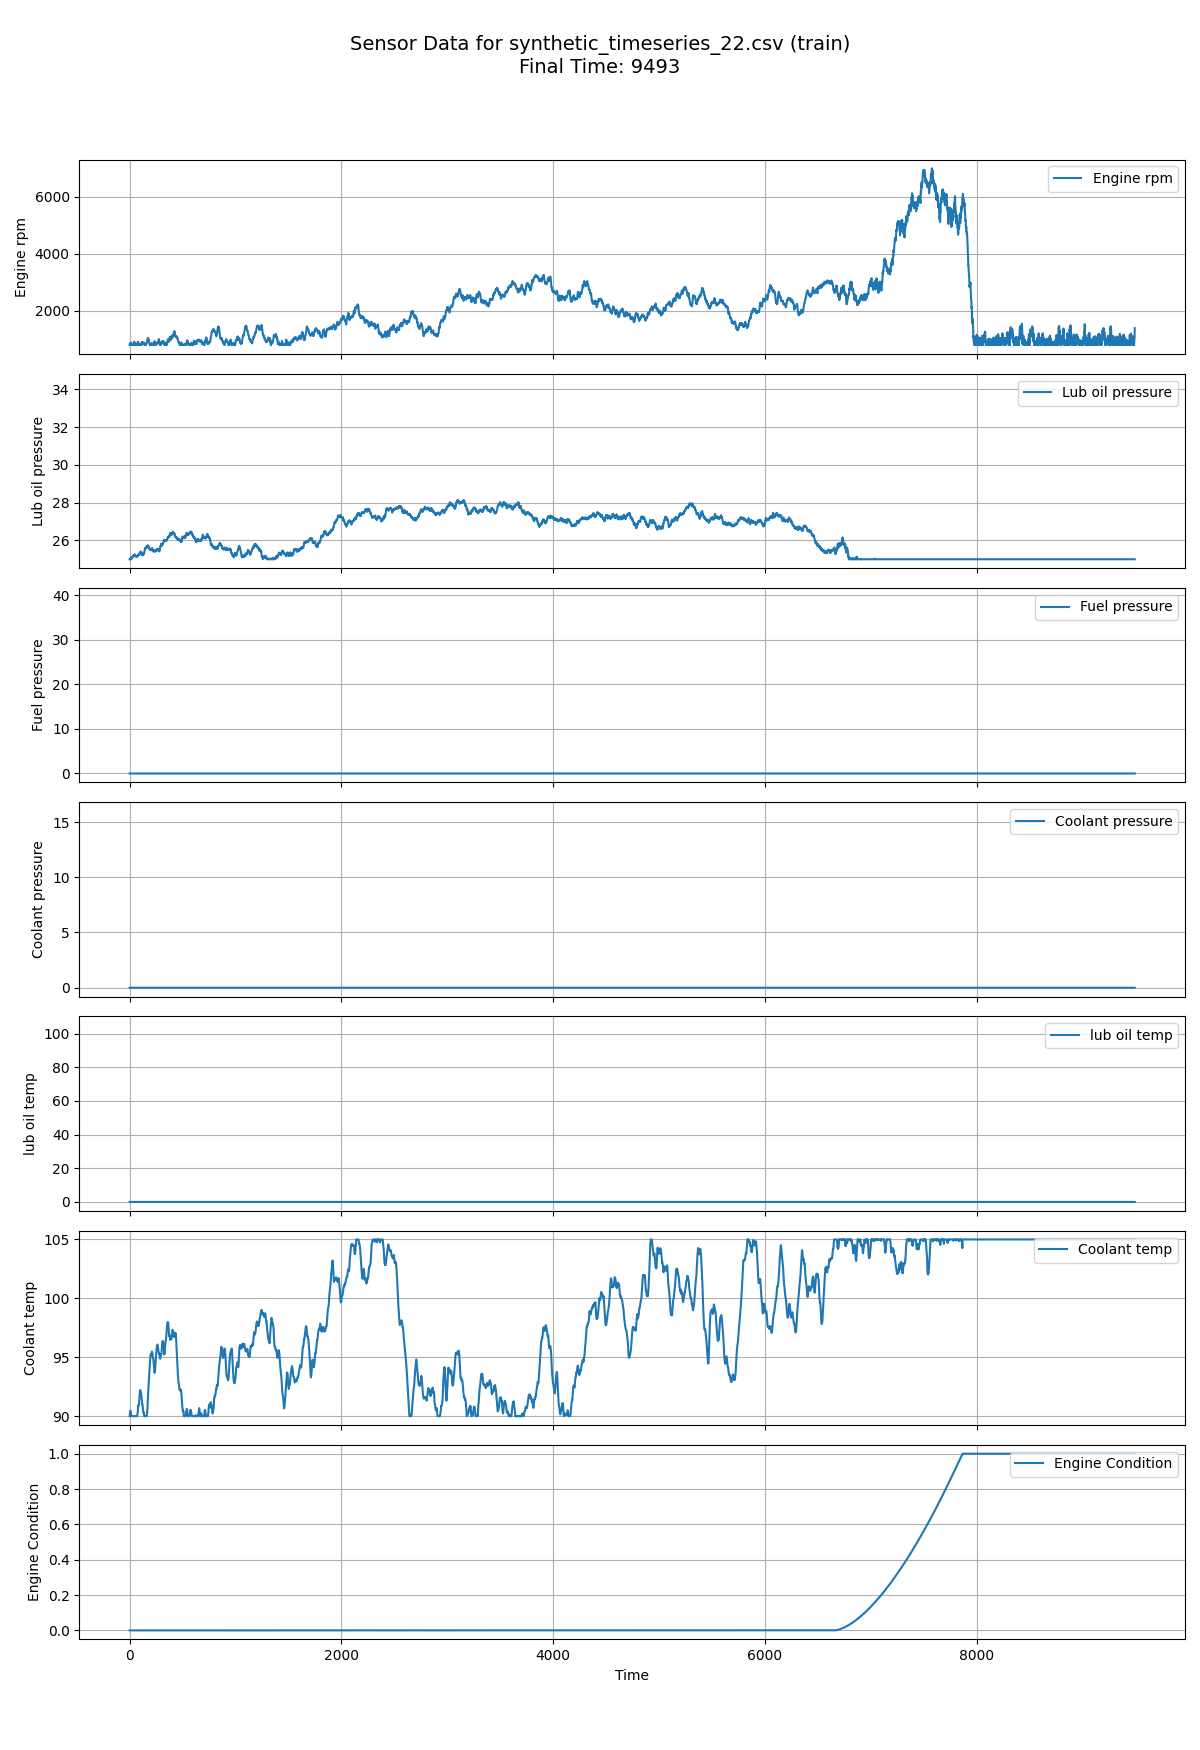 Sensor Data for synthetic_timeseries_22.csv (train)
Final Time: 9493
Engine rpm
6000
4000
2000
Engine rpm
Lub oil pressure
34
32
30
28
26
Lub oil pressure
Fuel pressure
40
30
20
10
0
Fuel pressure
Coolant pressure
15
10
5
0
Coolant pressure
lub oil temp
100
80
60
40
20
0
lub oil temp
Coolant temp
105
100
95
90
Coolant temp
Engine Condition
1.0
0.8
0.6
0.4
0.2
0.0
Engine Condition
0 2000 4000 6000 8000
Time